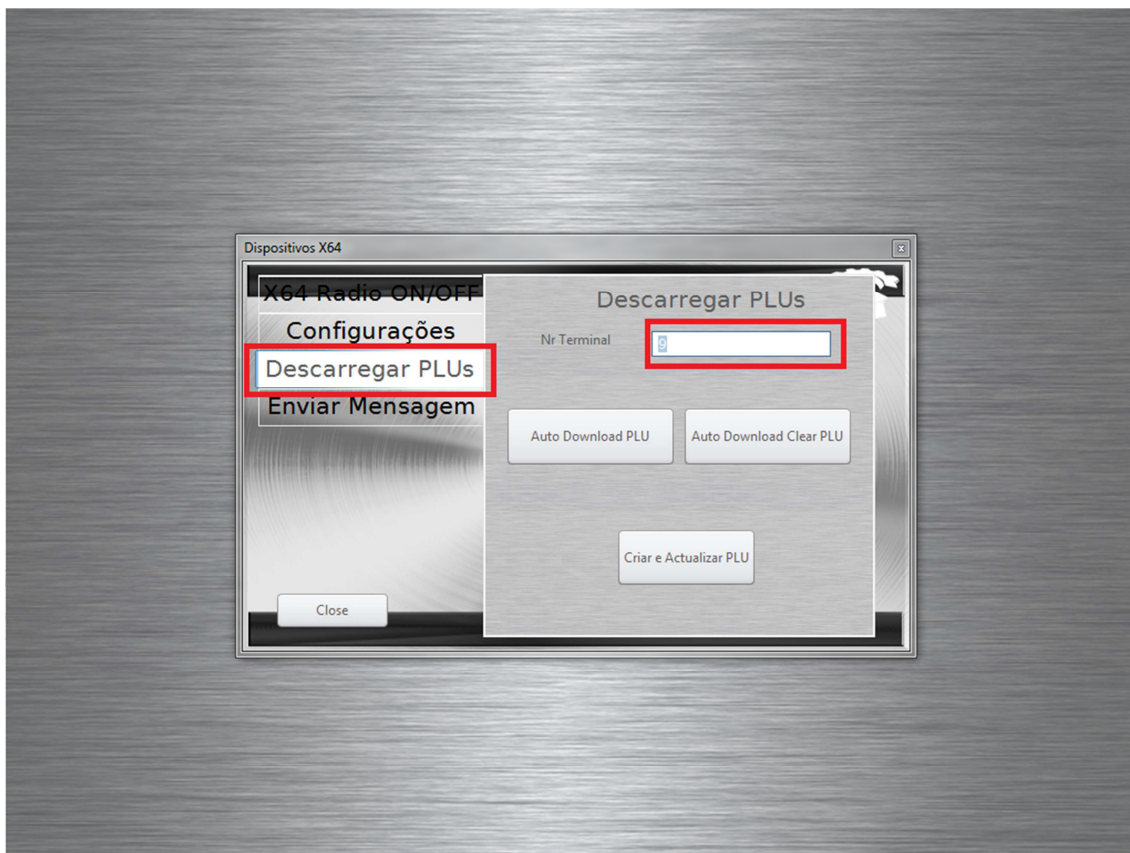 Dispositivos X64
X64 Radio ON/OFF
Configurações
Descarregar PLUs
Enviar Mensagem
Close
Descarregar PLUs
Nr Terminal
9
Auto Download PLU
Auto Download Clear PLU
Criar e Actualizar PLU